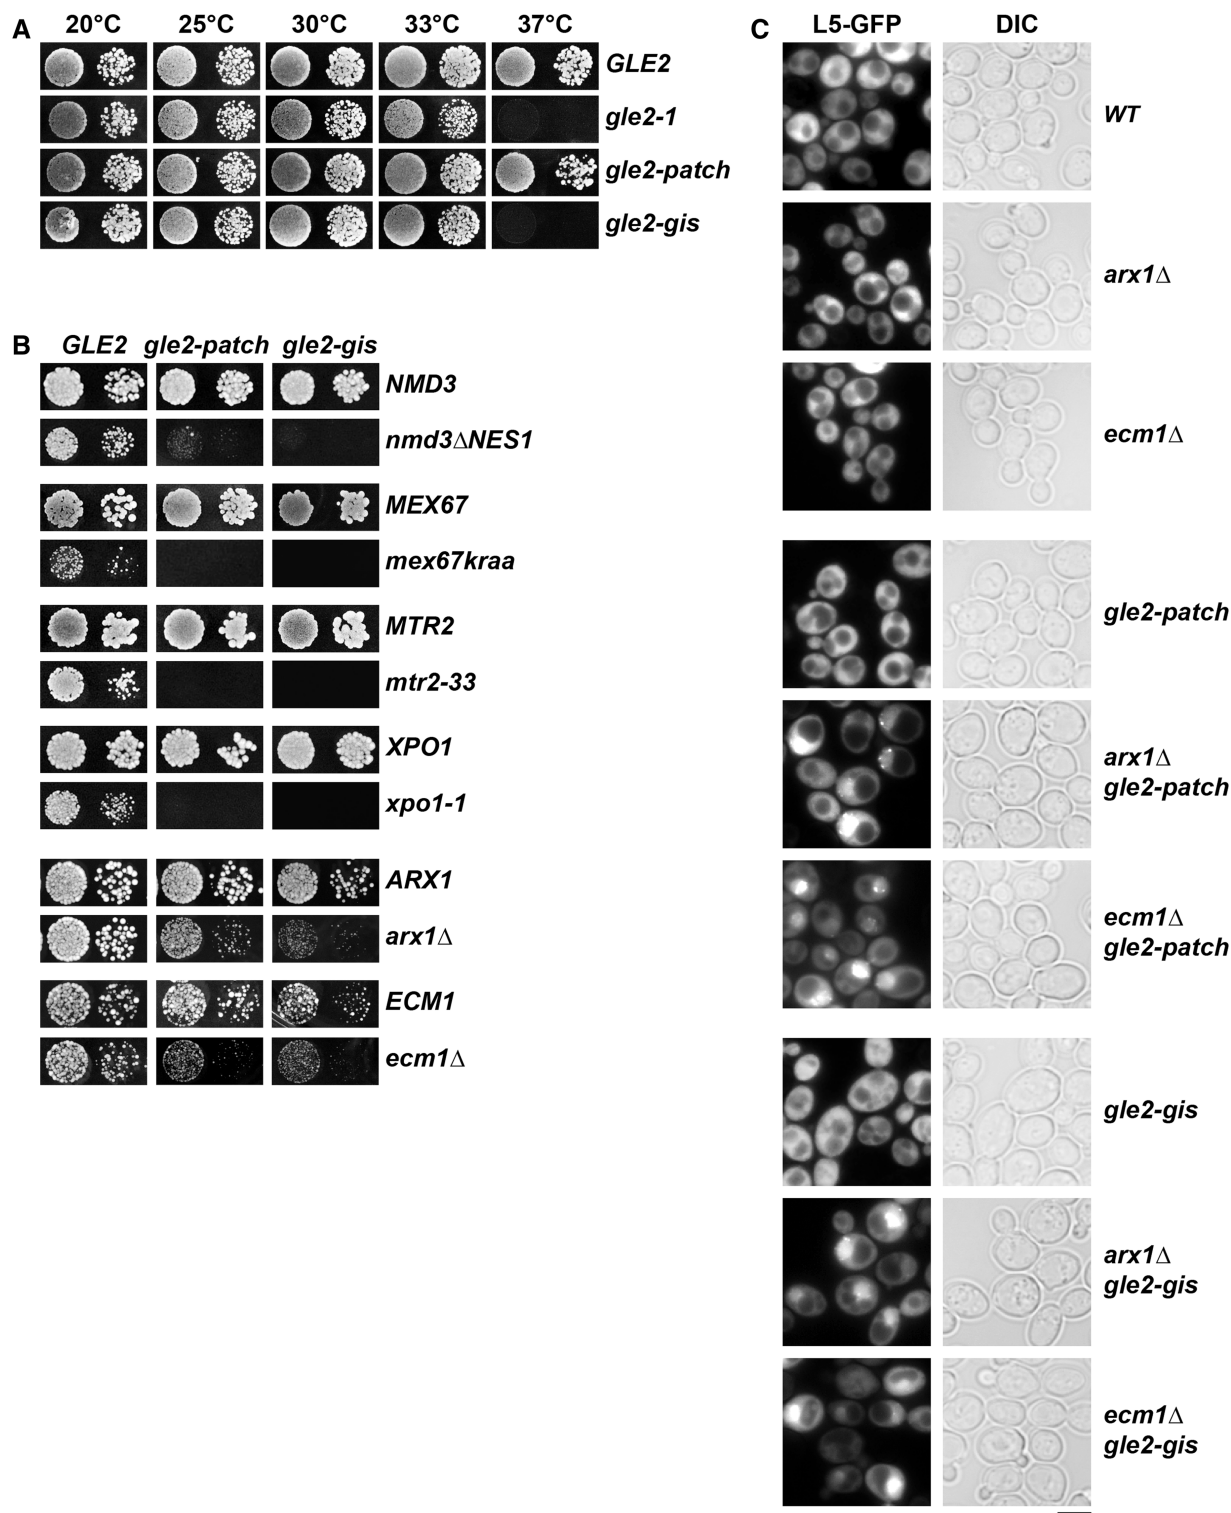 A
20°C 25°C 30°C 33°C 37°C
GLE2
gle2-1
gle2-patch
gle2-gis
B
GLE2 gle2-patch gle2-gis
NMD3
nmd3ΔNES1
MEX67
mex67kraa
MTR2
mtr2-33
XPO1
xpo1-1
ARX1
arx1Δ
ECM1
ecm1Δ
C
L5-GFP DIC
WT
arx1Δ
ecm1Δ
gle2-patch
arx1Δ
gle2-patch
ecm1Δ
gle2-patch
gle2-gis
arx1Δ
gle2-gis
ecm1Δ
gle2-gis